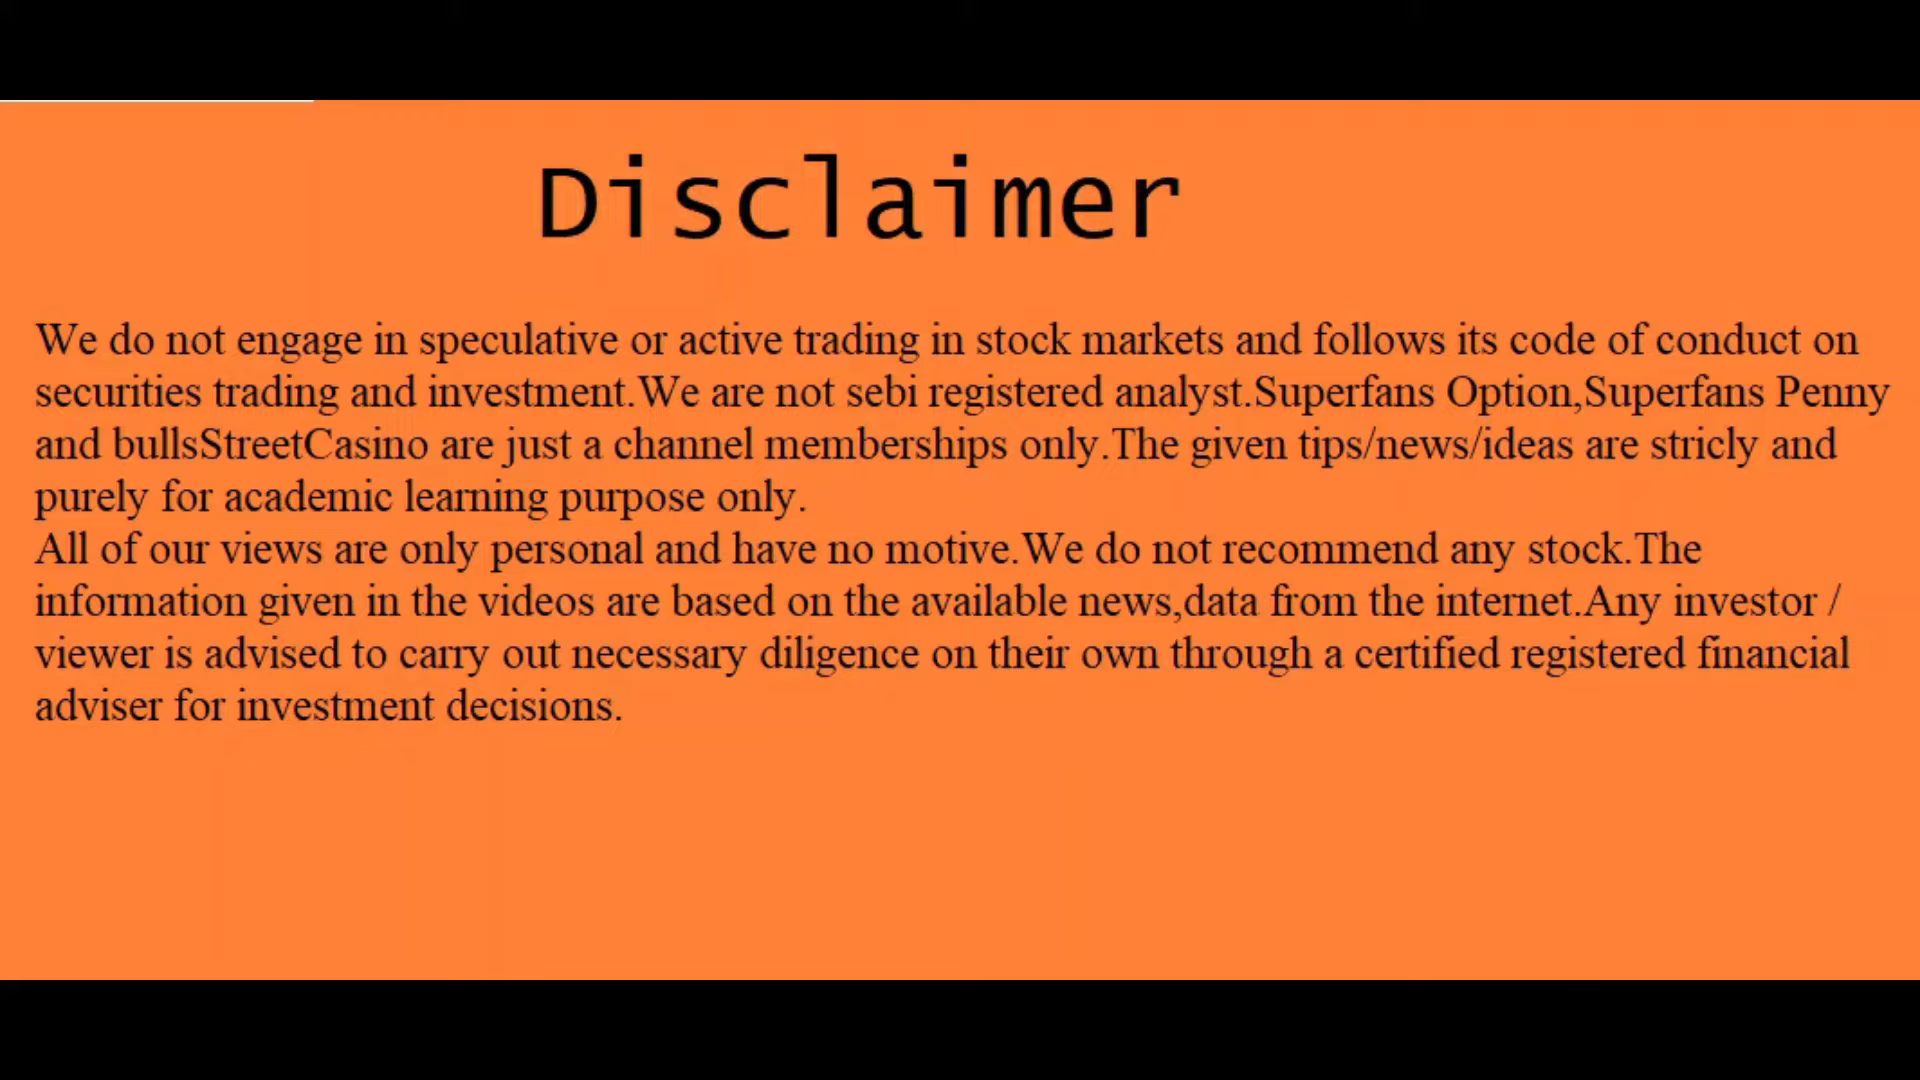 Disclaimer
We do not engage in speculative or active trading in stock markets and follows its code of conduct on
securities trading and investment.We are not sebi registered analyst.Superfans Option,Superfans Penny
and bullsStreetCasino are just a channel memberships only.The given tips/news/ideas are stricly and
purely for academic learning purpose only.
All of our views are only personal and have no motive.We do not recommend any stock.The
information given in the videos are based on the available news,data from the internet.Any investor /
viewer is advised to carry out necessary diligence on their own through a certified registered financial
adviser for investment decisions.